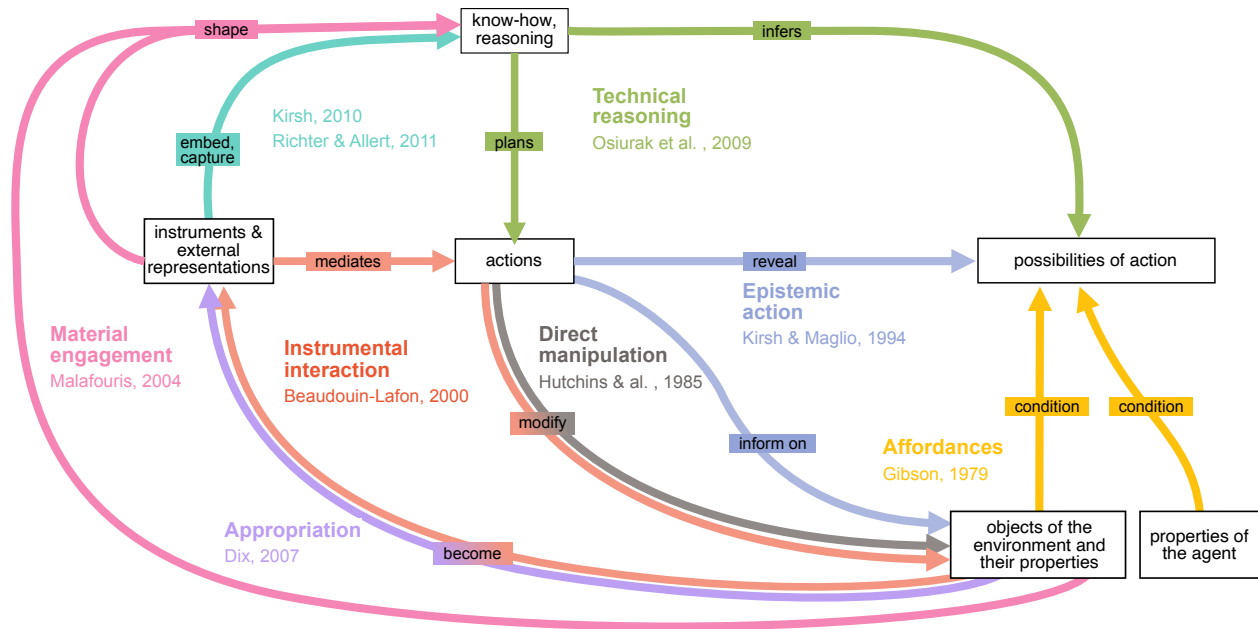 shape
know-how,
reasoning
infers
Kirsh, 2010
Richter & Allert, 2011
embed,
capture
plans
Technical
reasoning
Osiurak et al. , 2009
instruments &
external
representations
mediates
actions
reveal
possibilities of action
Material
engagement
Malafouris, 2004
Instrumental
interaction
Beaudouin-Lafon, 2000
Direct
manipulation
Hutchins & al. , 1985
Epistemic
action
Kirsh & Maglio, 1994
modify
inform on
condition
condition
Affordances
Gibson, 1979
Appropriation
Dix, 2007
become
objects of the
environment and
their properties
properties of
the agent